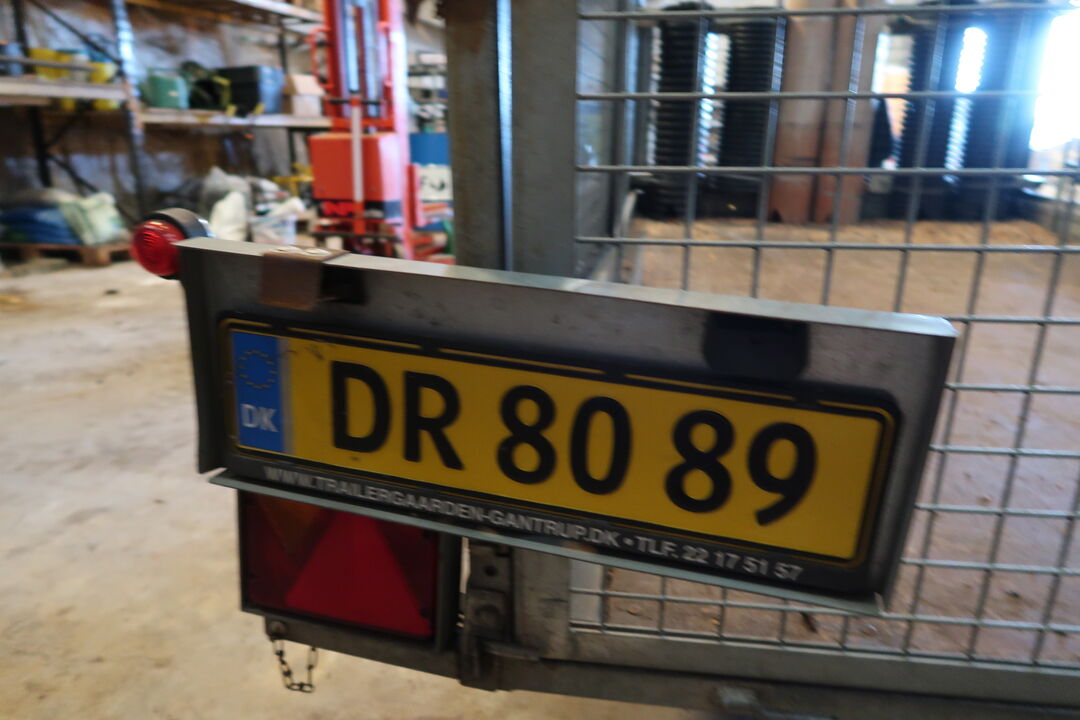 DK
DR 80 89
WWW.TRAILERGAARDEN-GANTRUP.DK • TLF. 22 17 51 57